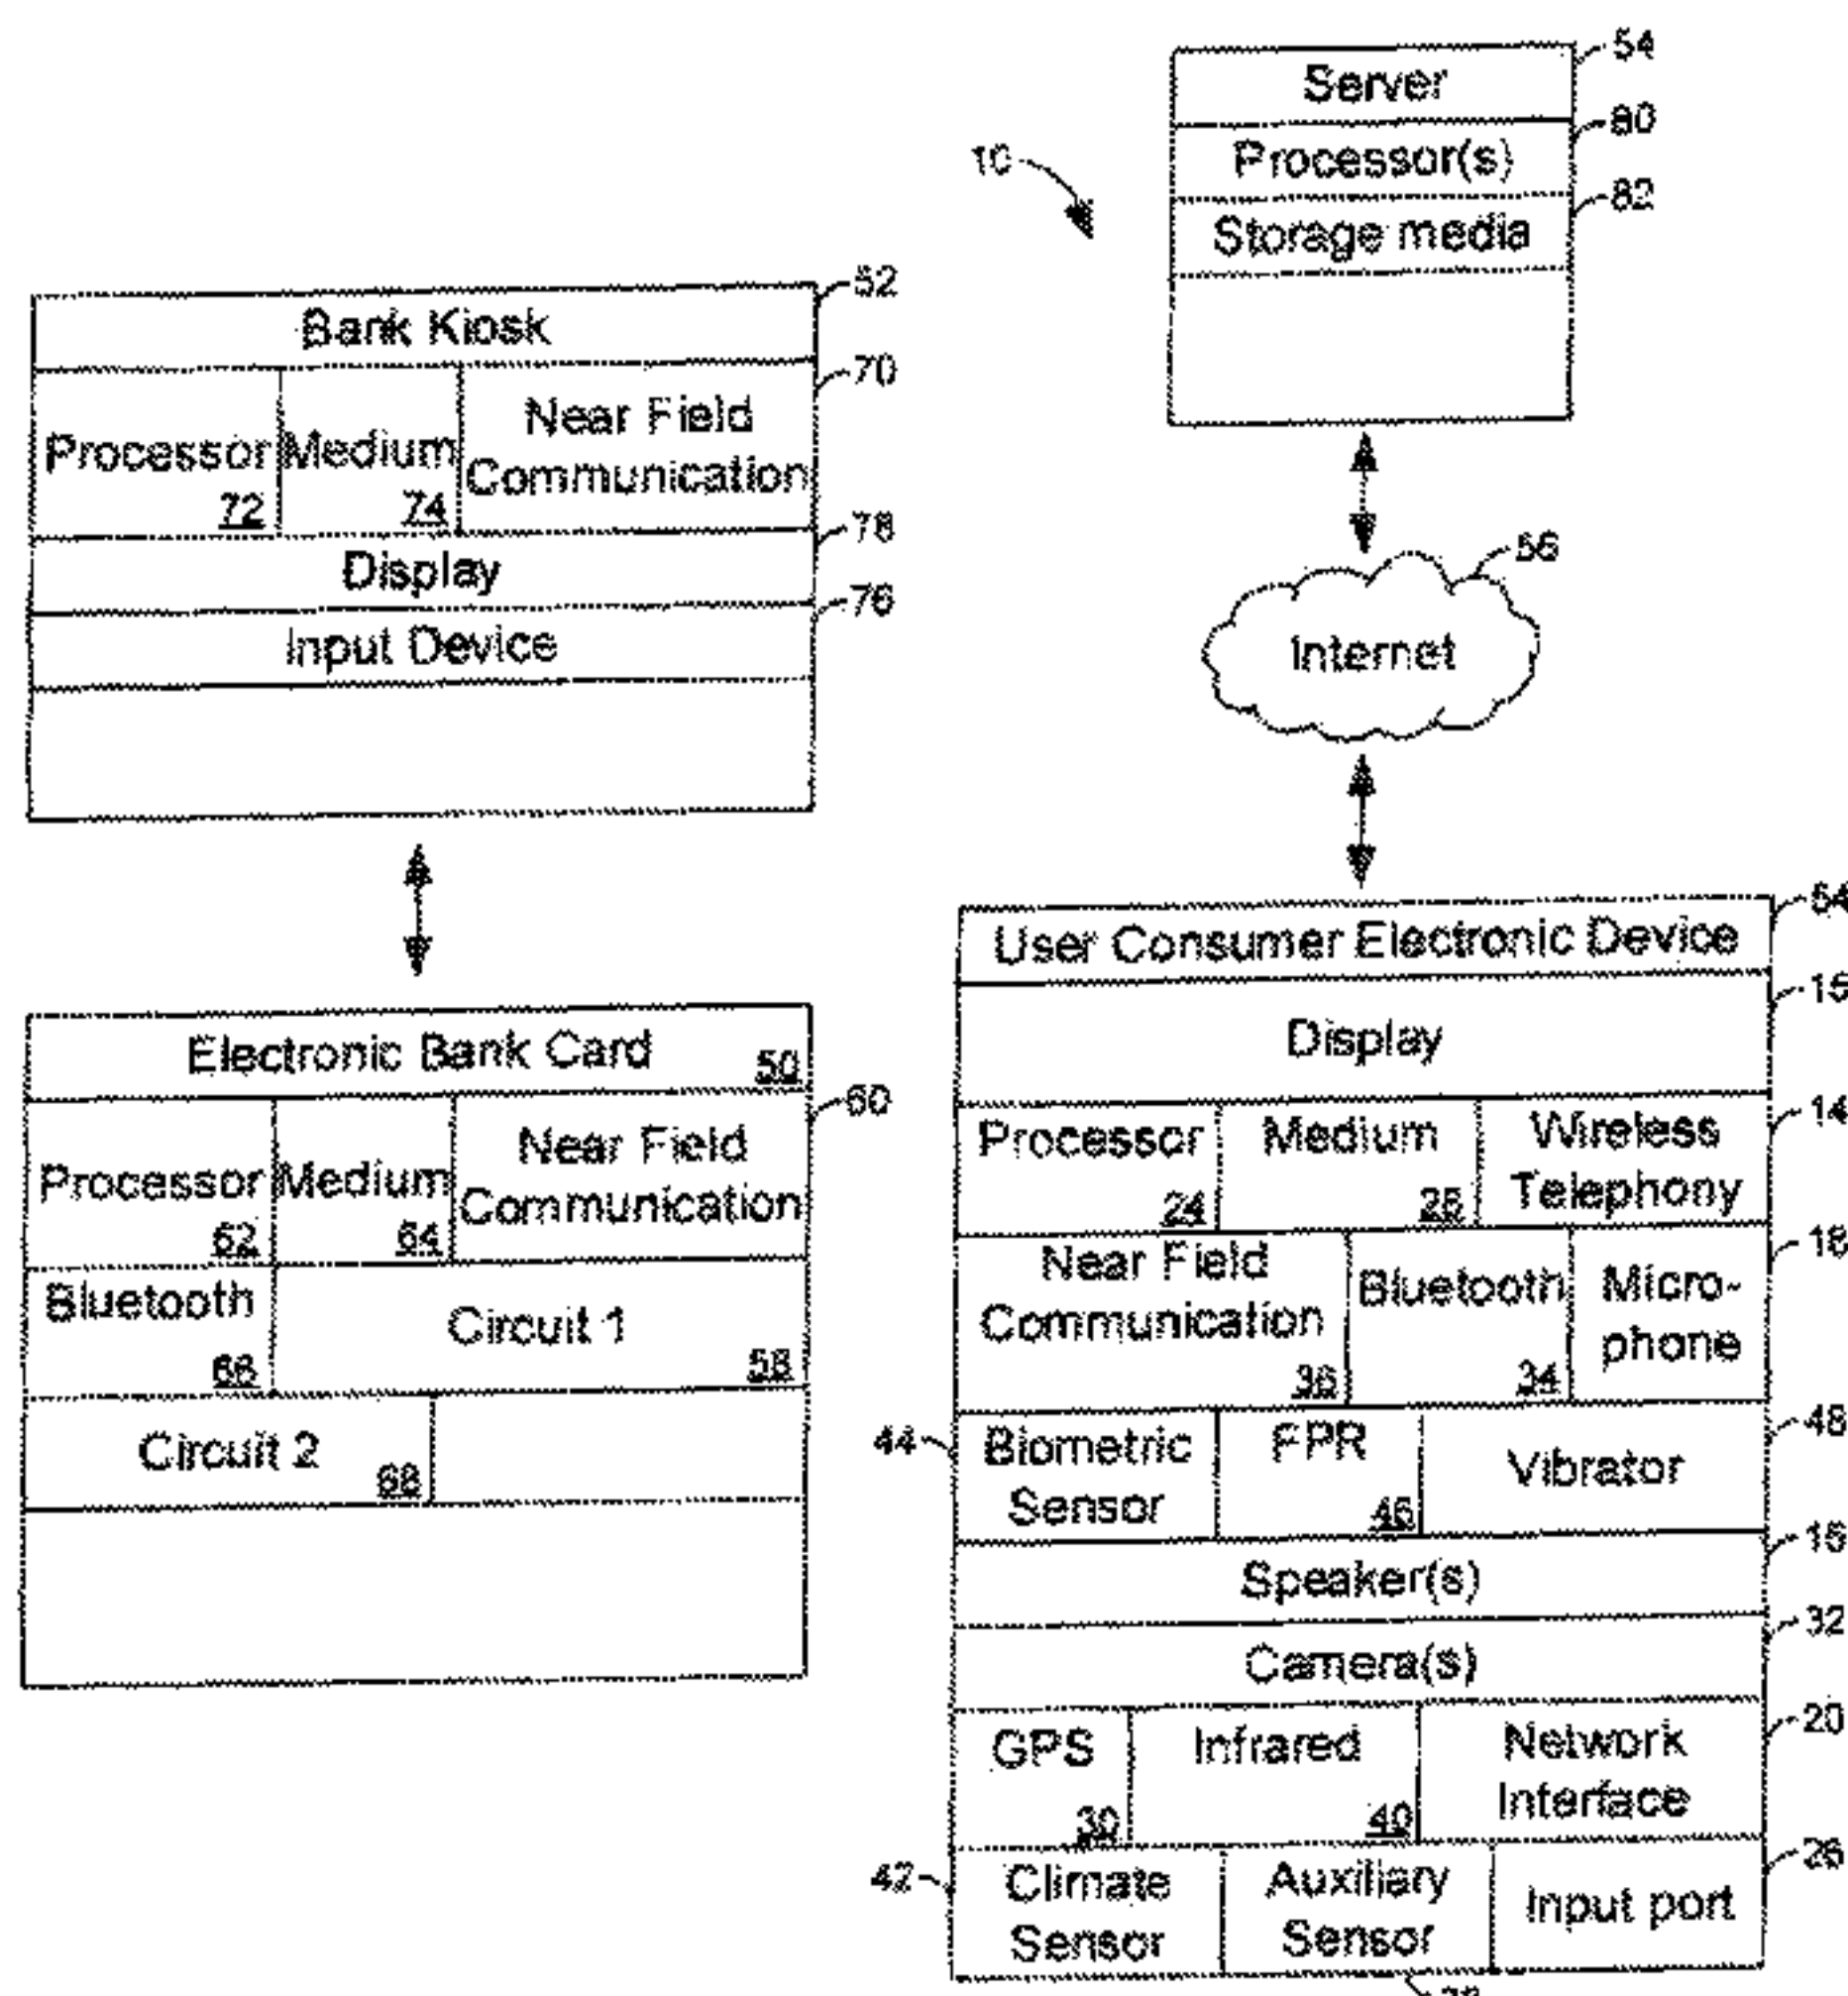 54
Server
80
Processor(s)
82
Storage media
10
52
Bank Kiosk
70
Near Field
Communication
Processor
72
Medium
74
78
Display
76
Input Device
56
Internet
Electronic Bank Card
50
60
Near Field
Communication
Processor
62
Medium
64
Bluetooth
66
Circuit 1
58
Circuit 2
68
54
User Consumer Electronic Device
Display
14
Processor
24
Medium
28
Wireless
Telephony
18
Near Field
Communication
36
Bluetooth
34
Micro-
phone
44
Biometric
Sensor
FPR
46
48
Vibrator
Speaker(s)
32
Camera(s)
20
GPS
30
Infrared
40
Network
Interface
42
26
Climate
Sensor
Auxiliary
Sensor
Input port